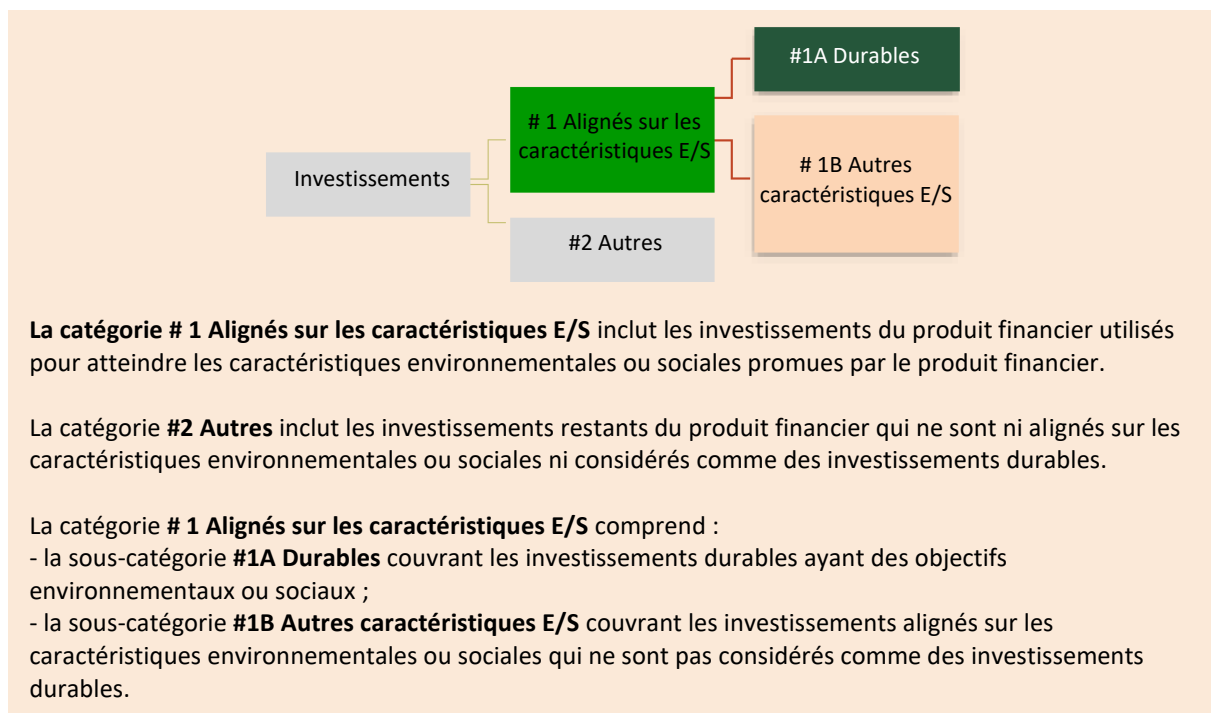 #1A Durables
# 1 Alignés sur les
caractéristiques E/S
# 1B Autres
caractéristiques E/S
Investissements
#2 Autres
La catégorie # 1 Alignés sur les caractéristiques E/S inclut les investissements du produit financier utilisés
pour atteindre les caractéristiques environnementales ou sociales promues par le produit financier.
La catégorie #2 Autres inclut les investissements restants du produit financier qui ne sont ni alignés sur les
caractéristiques environnementales ou sociales ni considérés comme des investissements durables.
La catégorie # 1 Alignés sur les caractéristiques E/S comprend :
- la sous-catégorie #1A Durables couvrant les investissements durables ayant des objectifs
environnementaux ou sociaux ;
- la sous-catégorie #1B Autres caractéristiques E/S couvrant les investissements alignés sur les
caractéristiques environnementales ou sociales qui ne sont pas considérés comme des investissements
durables.